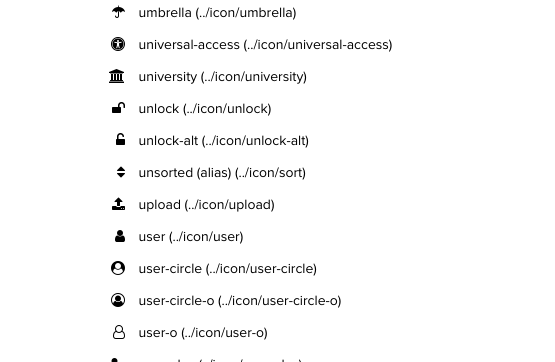 umbrella (../icon/umbrella)
universal-access (../icon/universal-access)
university (../icon/university)
unlock (../icon/unlock)
unlock-alt (../icon/unlock-alt)
unsorted (alias) (../icon/sort)
upload (../icon/upload)
user (../icon/user)
user-circle (../icon/user-circle)
user-circle-o (../icon/user-circle-o)
user-o (../icon/user-o)